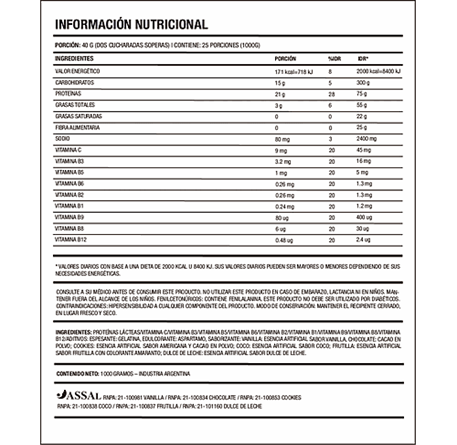 INFORMACIÓN NUTRICIONAL
PORCIÓN: 40 G (DOS CUCHARADAS SOPERAS) I CONTIENE: 25 PORCIONES (1000G)
INGREDIENTES PORCIÓN %IDR IDR*
VALOR ENERGÉTICO 171 kcal=718 kJ 8 2000 kcal=8400 kJ
CARBOHIDRATOS 15 g 5 300 g
PROTEÍNAS 21 g 28 75 g
GRASAS TOTALES 3 g 6 55 g
GRASAS SATURADAS 0 0 22 g
FIBRA ALIMENTARIA 0 0 25 g
SODIO 80 mg 3 2400 mg
VITAMINA C 9 mg 20 45 mg
VITAMINA B3 3.2 mg 20 16 mg
VITAMINA B5 1 mg 20 5 mg
VITAMINA B6 0.26 mg 20 1.3 mg
VITAMINA B2 0.26 mg 20 1.3 mg
VITAMINA B1 0.24 mg 20 1.2 mg
VITAMINA B9 80 ug 20 400 ug
VITAMINA B8 6 ug 20 30 ug
VITAMINA B12 0.48 ug 20 2.4 ug
*VALORES DIARIOS CON BASE A UNA DIETA DE 2000 KCAL U 8400 KJ. SUS VALORES DIARIOS PUEDEN SER MAYORES O MENORES DEPENDIENDO DE SUS
NECESIDADES ENERGÉTICAS.
CONSULTE A SU MÉDICO ANTES DE CONSUMIR ESTE PRODUCTO. NO UTILIZAR ESTE PRODUCTO EN CASO DE EMBARAZO, LACTANCIA NI EN NIÑOS. MAN-
TENER FUERA DEL ALCANCE DE LOS NIÑOS. FENILCETONÚRICOS: CONTIENE FENILALANINA. ESTE PRODUCTO NO DEBE SER UTILIZADO POR DIABÉTICOS.
CONTRAINDICACIONES: HIPERSENSIBILIDAD A CUALQUIER COMPONENTE DEL PRODUCTO. MODO DE CONSERVACIÓN: MANTENER EL RECIPIENTE CERRADO,
EN LUGAR FRESCO Y SECO.
INGREDIENTES: PROTEÍNAS LÁCTEAS/VITAMINA C/VITAMINA B3/VITAMINA B5/VITAMINA B6/VITAMINA B2/VITAMINA B1/VITAMINA B9/VITAMINA B8/VITAMINA
B12/ADITIVOS: ESPESANTE: GELATINA, EDULCORANTE: ASPARTAMO, SABORIZANTE: VAINILLA: ESENCIA ARTIFICIAL SABOR VAINILLA, CHOCOLATE: CACAO EN
POLVO; COOKIES: ESENCIA ARTIFICIAL SABOR AMERICANA Y CACAO EN POLVO; COCO: ESENCIA ARTIFICIAL SABOR COCO; FRUTILLA: ESENCIA ARTIFICIAL
SABOR FRUTILLA CON COLORANTE AMARANTO; DULCE DE LECHE: ESENCIA ARTIFICIAL SABOR DULCE DE LECHE.
CONTENIDO NETO: 1000 GRAMOS – INDUSTRIA ARGENTINA
ASSAL RNPA: 21-100981 VAINILLA / RNPA: 21-100834 CHOCOLATE / RNPA: 21-100853 COOKIES
RNPA: 21-100838 COCO / RNPA: 21-100837 FRUTILLA / RNPA: 21-101160 DULCE DE LECHE